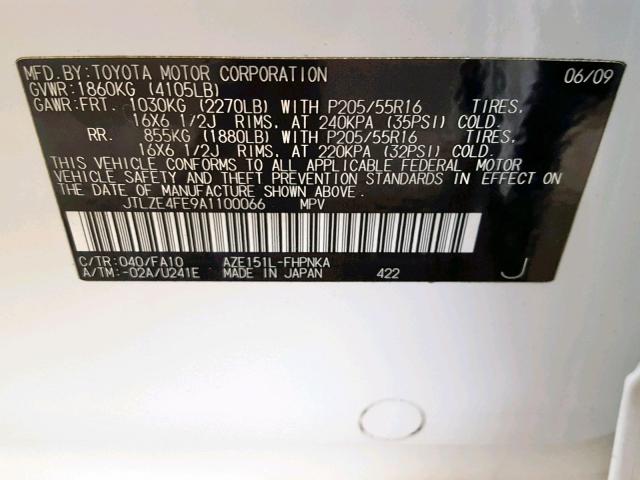 MFD.BY:TOYOTA MOTOR CORPORATION 06/09
GVWR:1860KG (4105LB)
GAWR:FRT. 1030KG (2270LB) WITH P205/55R16 TIRES,
16X6 1/2J RIMS, AT 240KPA (35PSI) COLD.
RR. 855KG (1880LB) WITH P205/55R16 TIRES,
16X6 1/2J RIMS, AT 220KPA (32PSI) COLD.
THIS VEHICLE CONFORMS TO ALL APPLICABLE FEDERAL MOTOR
VEHICLE SAFETY AND THEFT PREVENTION STANDARDS IN EFFECT ON
THE DATE OF MANUFACTURE SHOWN ABOVE.
JTLZE4FE9A1100066 MPV
C/TR:040/FA10 AZE151L-FHPNKA
A/TM:-02A/U241E MADE IN JAPAN 422 J